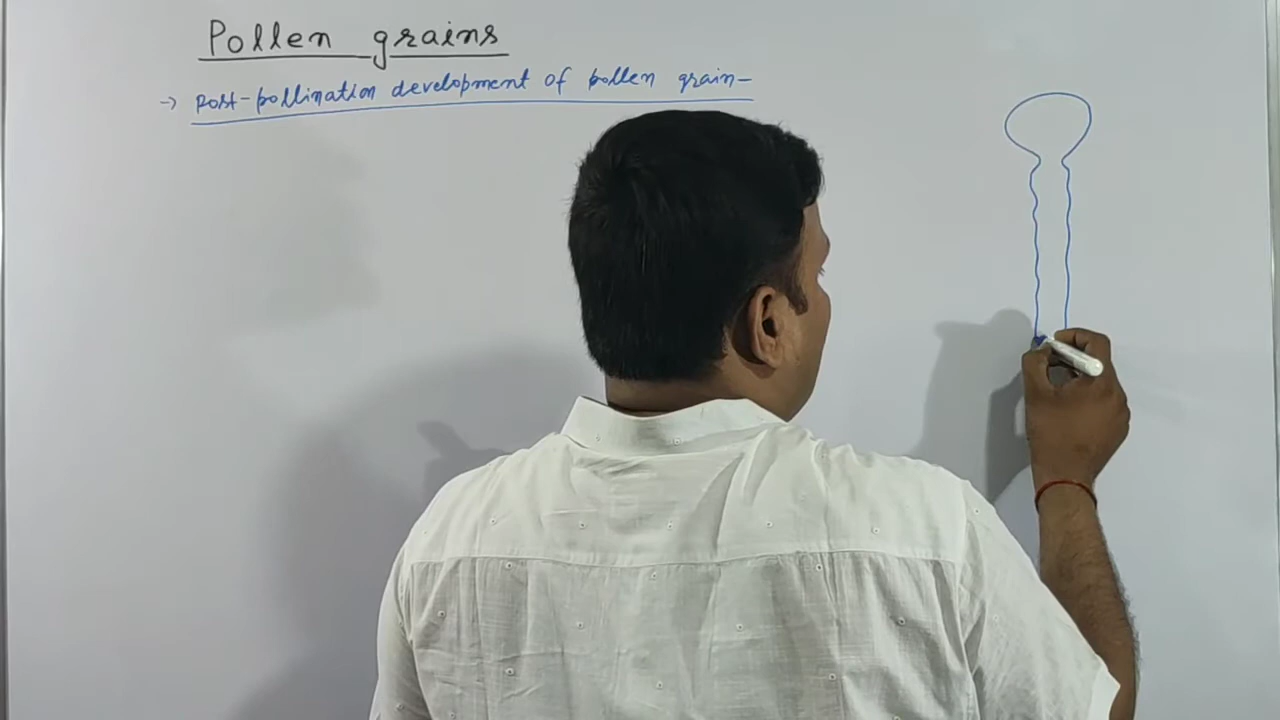 Pollen grains
→ Post-pollination development of pollen grain-